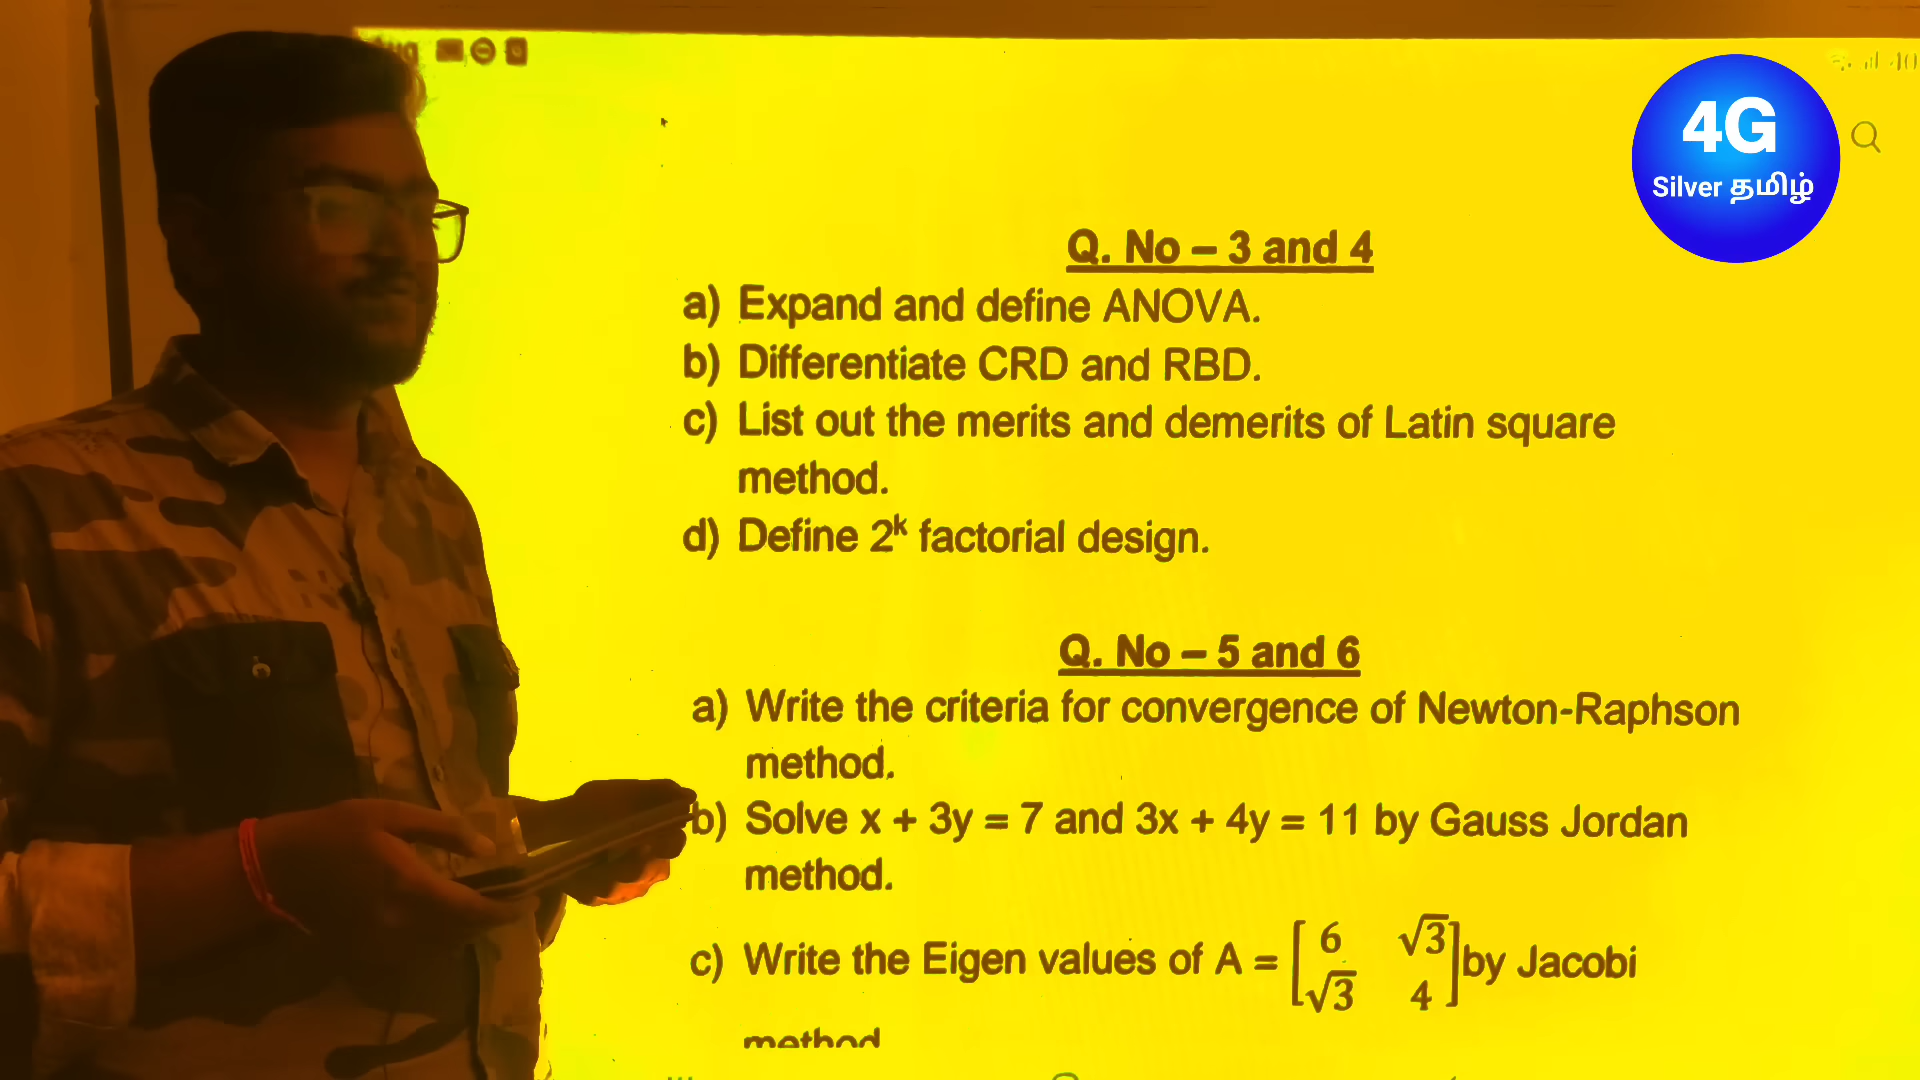 4G
Silver தமிழ்
Q. No – 3 and 4
a) Expand and define ANOVA.
b) Differentiate CRD and RBD.
c) List out the merits and demerits of Latin square
method.
d) Define 2ᵏ factorial design.
Q. No – 5 and 6
a) Write the criteria for convergence of Newton-Raphson
method.
b) Solve x + 3y = 7 and 3x + 4y = 11 by Gauss Jordan
method.
c) Write the Eigen values of A = [6 √3; √3 4] by Jacobi
method